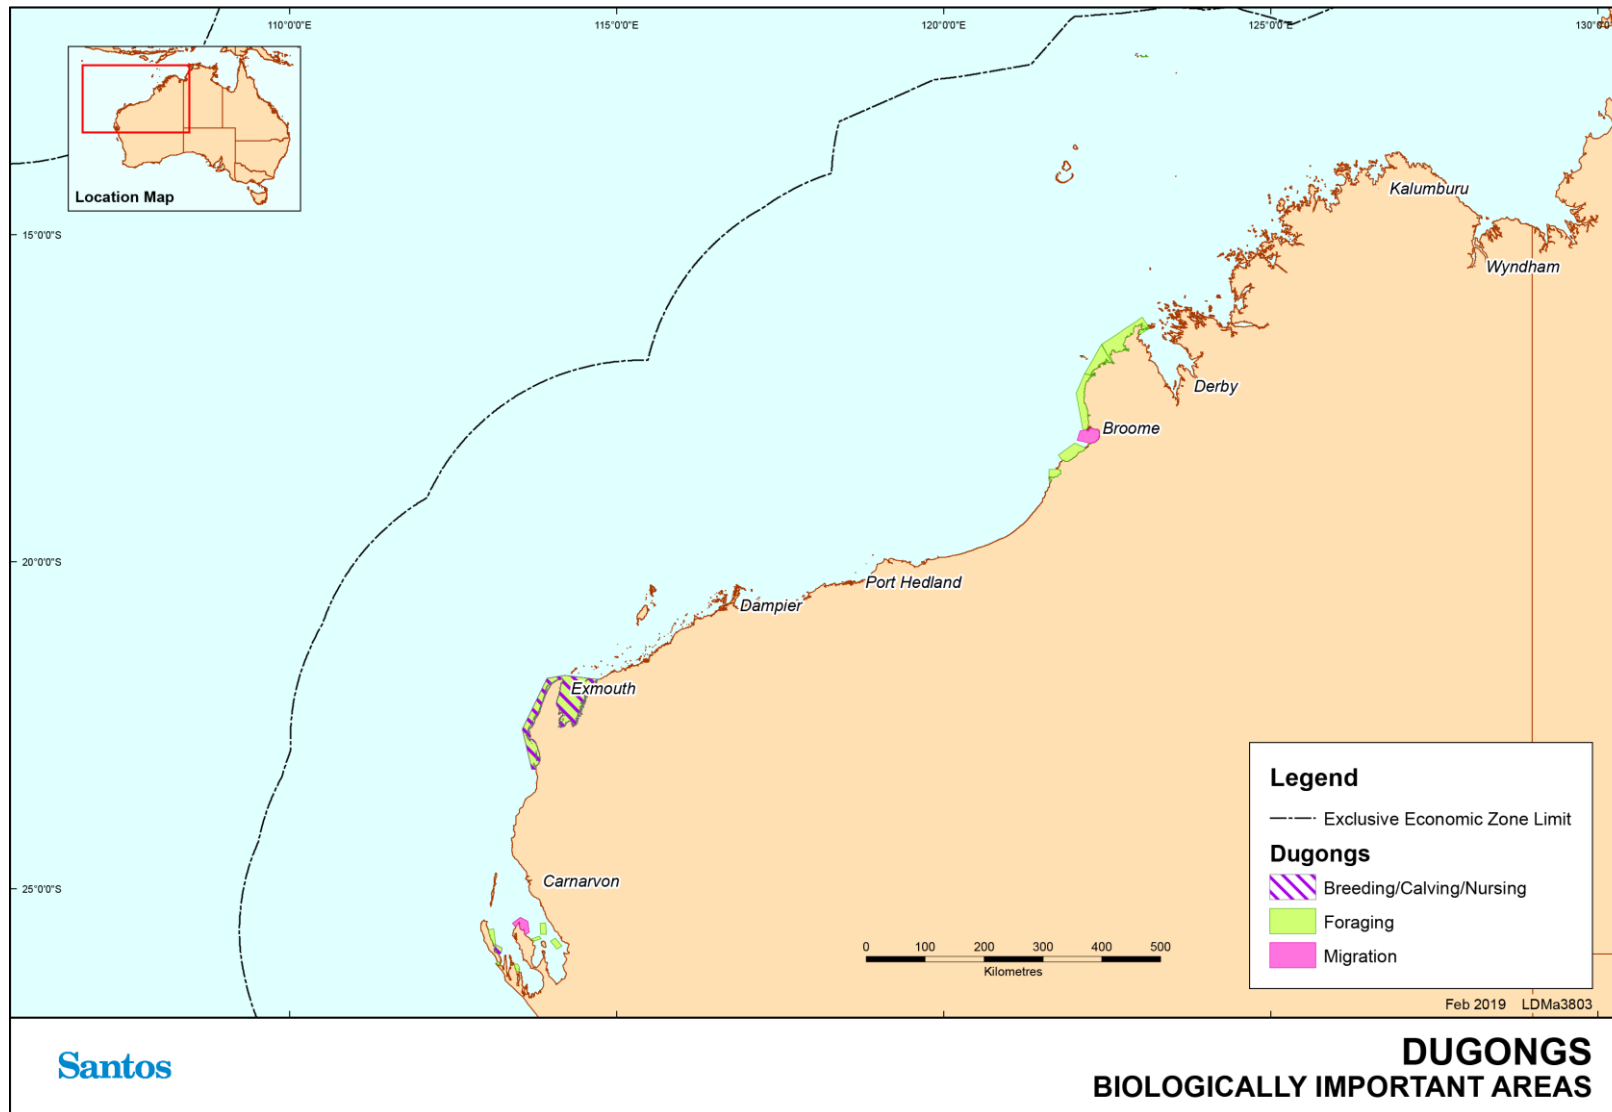 110°0'0"E
115°0'0"E
120°0'0"E
125°0'0"E
Location Map
Kalumburu
15°0'0"S
Wyndham
Derby
Broome
20°0'0"S
Port Hedland
Dampier
Exmouth
Legend
Exclusive Economic Zone Limit
Dugongs
Breeding/Calving/Nursing
Foraging
Migration
Carnarvon
25°0'0"S
0 100 200 300 400 500
Kilometres
Feb 2019 LDMa3803
Santos
DUGONGS
BIOLOGICALLY IMPORTANT AREAS